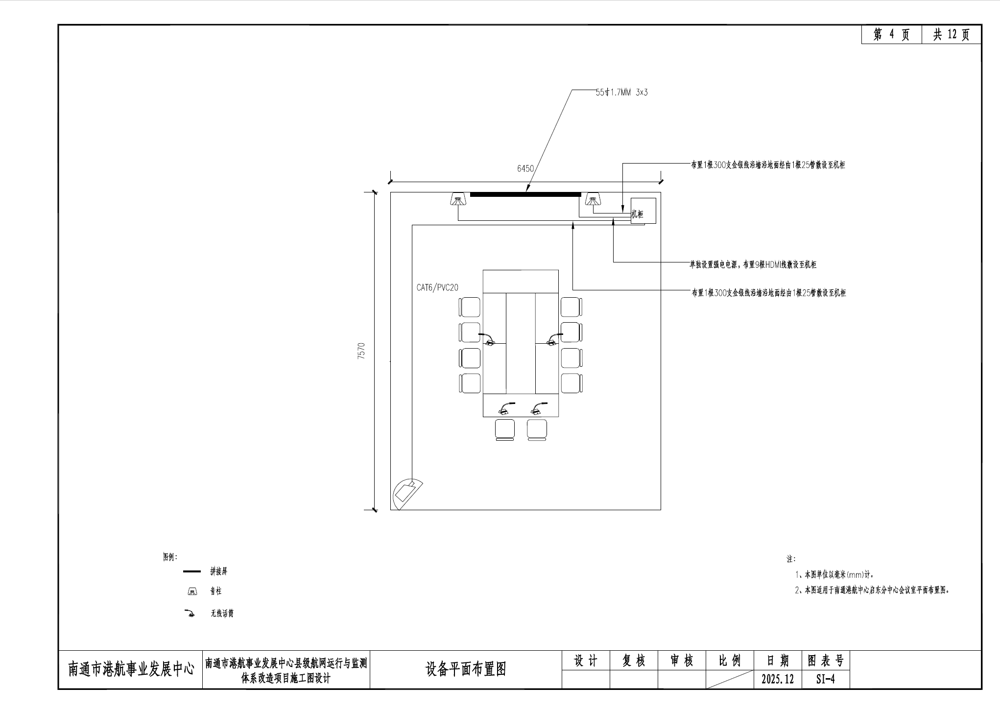 第 4 页 共 12 页
55寸1.7MM 3×3
6450
布置1根300支金银线沿墙沿地面经由1根25管敷设至机柜
机柜
单独设置强电电源，布置9根HDMI线敷设至机柜
CAT6/PVC20
布置1根300支金银线沿墙沿地面经由1根25管敷设至机柜
7570
图例：
拼接屏
音柱
无线话筒
注：
1、本图单位以毫米(mm)计。
2、本图适用于南通港航中心启东分中心会议室平面布置图。
南通市港航事业发展中心
南通市港航事业发展中心县级航网运行与监测
体系改造项目施工图设计
设备平面布置图
设 计 复 核 审 核 比 例 日 期 图 表 号
2025.12 SI-4